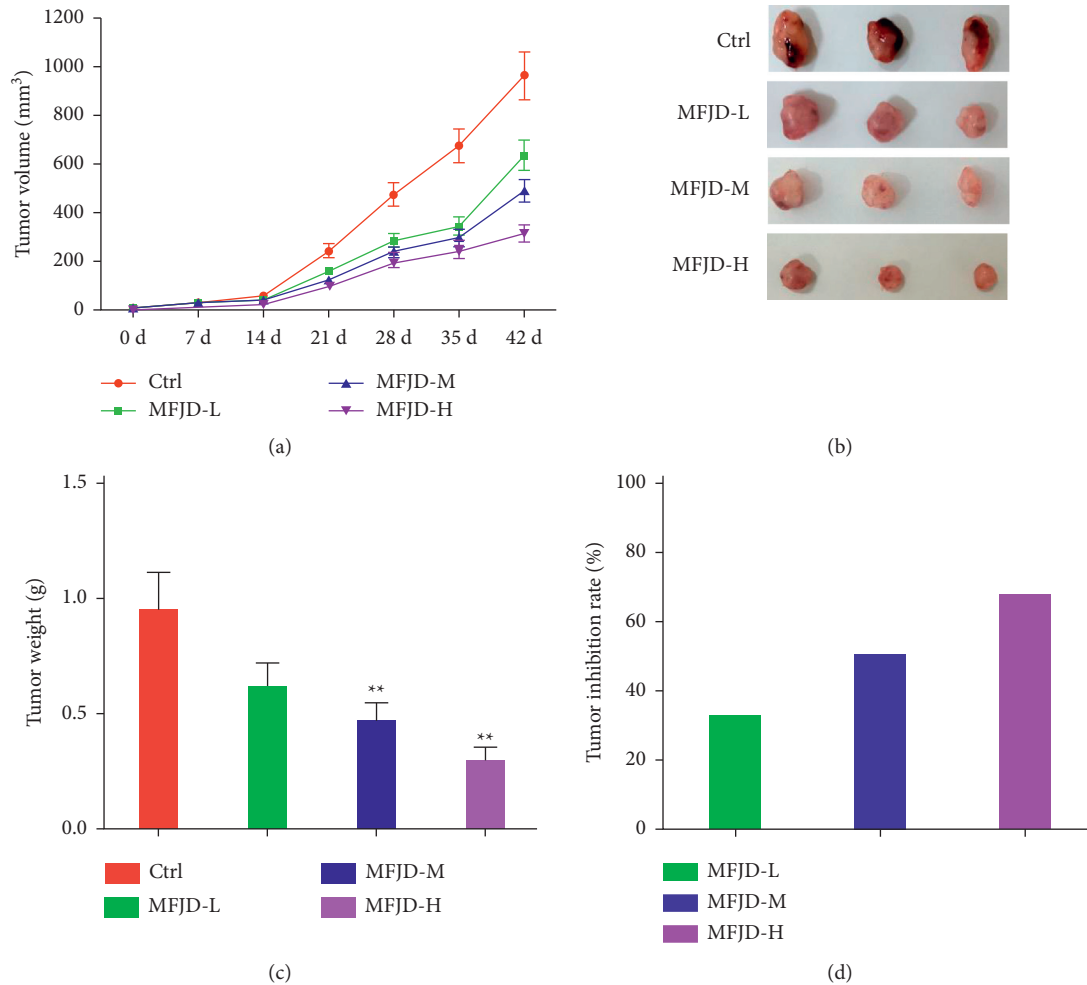 Tumor volume (mm³)
1200
1000
800
600
400
200
0
0 d 7 d 14 d 21 d 28 d 35 d 42 d
Ctrl MFJD-M
MFJD-L MFJD-H
(a)
Ctrl
MFJD-L
MFJD-M
MFJD-H
(b)
Tumor weight (g)
1.5
1.0
0.5
0.0
**
**
Ctrl MFJD-M
MFJD-L MFJD-H
(c)
Tumor inhibition rate (%)
100
80
60
40
20
0
MFJD-L
MFJD-M
MFJD-H
(d)